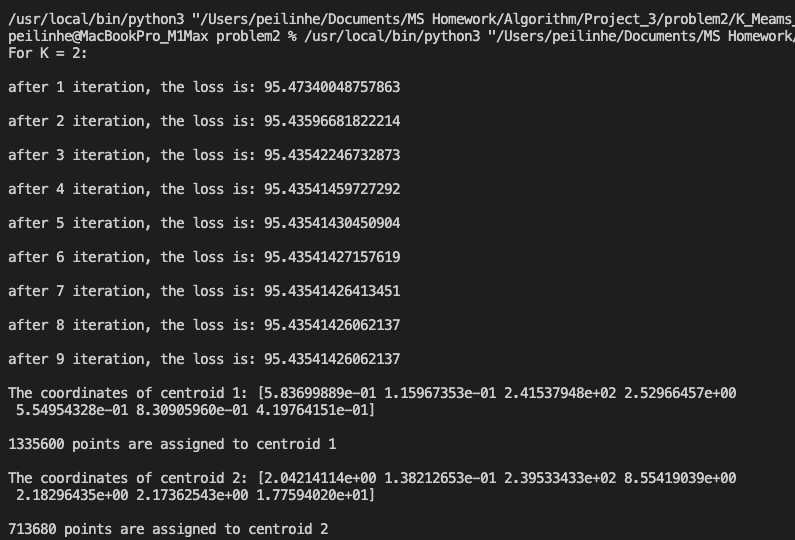 /usr/local/bin/python3 "/Users/peilinhe/Documents/MS Homework/Algorithm/Project_3/problem2/K_Meams_
peilinhe@MacBookPro_M1Max problem2 % /usr/local/bin/python3 "/Users/peilinhe/Documents/MS Homework/
For K = 2:
after 1 iteration, the loss is: 95.47340048757863
after 2 iteration, the loss is: 95.43596681822214
after 3 iteration, the loss is: 95.43542246732873
after 4 iteration, the loss is: 95.43541459727292
after 5 iteration, the loss is: 95.43541430450904
after 6 iteration, the loss is: 95.43541427157619
after 7 iteration, the loss is: 95.43541426413451
after 8 iteration, the loss is: 95.43541426062137
after 9 iteration, the loss is: 95.43541426062137
The coordinates of centroid 1: [5.83699889e-01 1.15967353e-01 2.41537948e+02 2.52966457e+00
5.54954328e-01 8.30905960e-01 4.19764151e-01]
1335600 points are assigned to centroid 1
The coordinates of centroid 2: [2.04214114e+00 1.38212653e-01 2.39533433e+02 8.55419039e+00
2.18296435e+00 2.17362543e+00 1.77594020e+01]
713680 points are assigned to centroid 2